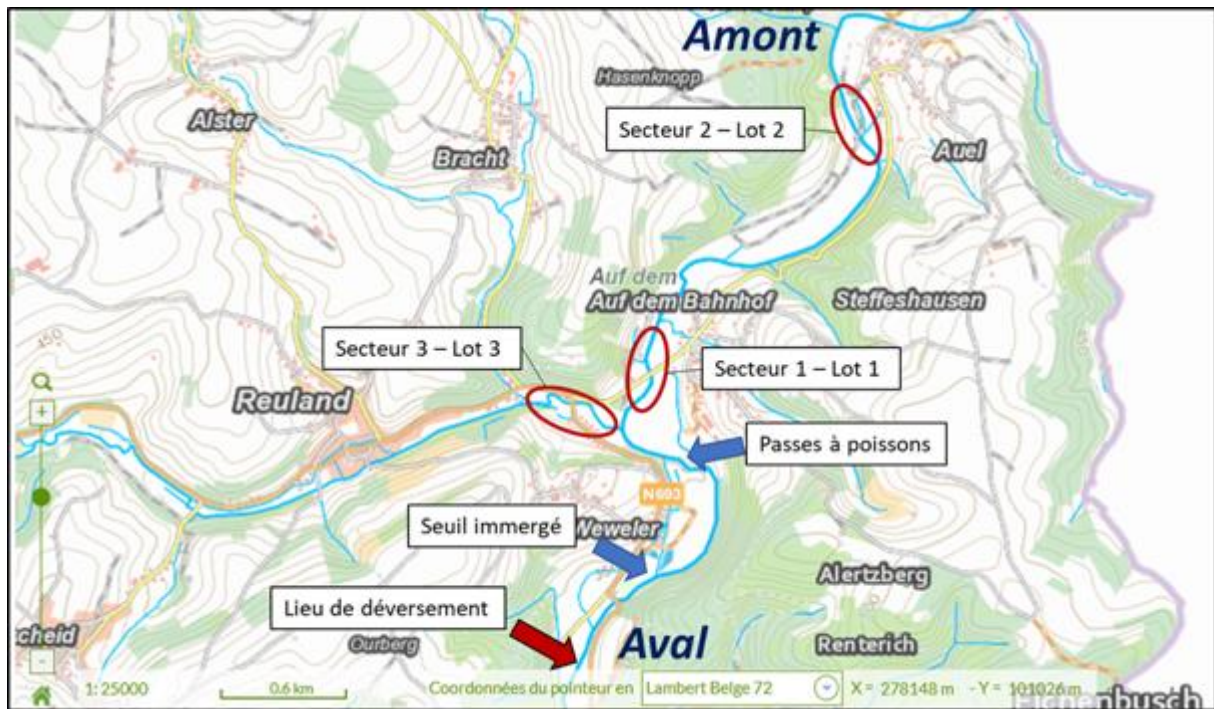 Amont
Hasenknopp
Secteur 2 – Lot 2
Alster
Bracht
Auel
Auf dem
Auf dem Bahnhof
Steffeshausen
Secteur 3 – Lot 3
Secteur 1 – Lot 1
Reuland
Passes à poissons
N693
Seuil immergé
Weweler
Alertzberg
Lieu de déversement
scheid
Ourberg
Aval
Renterich
1: 25000
0.6 km
Coordonnées du pointeur en Lambert Belge 72 X = 278148 m - Y = 101026 m